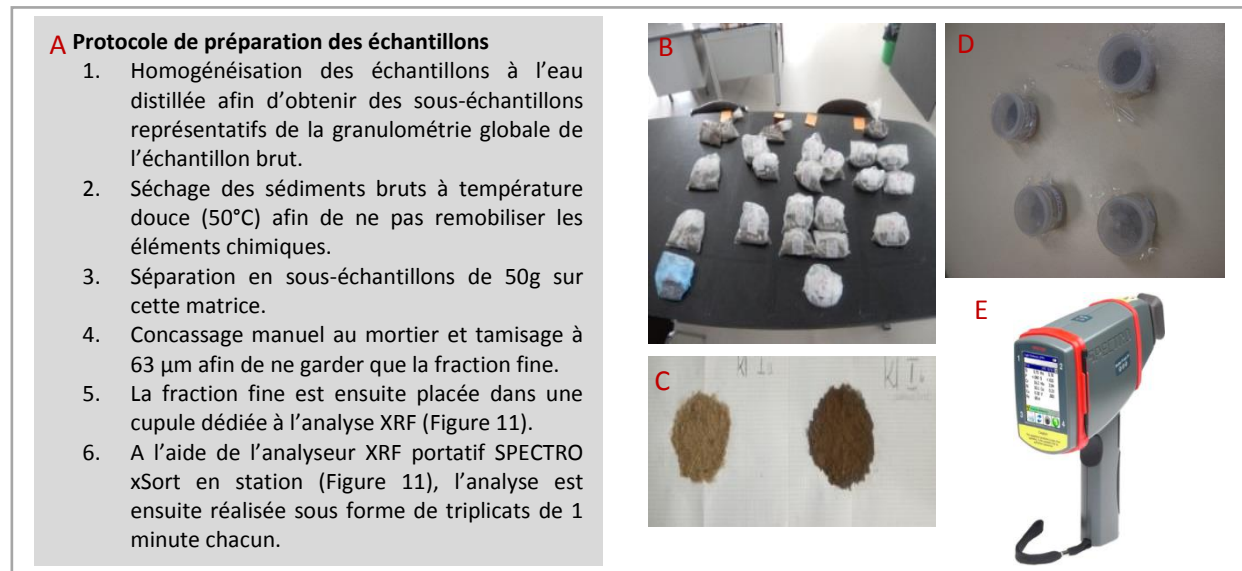 A Protocole de préparation des échantillons
1. Homogénéisation des échantillons à l'eau
distillée afin d'obtenir des sous-échantillons
représentatifs de la granulométrie globale de
l'échantillon brut.
2. Séchage des sédiments bruts à température
douce (50°C) afin de ne pas remobiliser les
éléments chimiques.
3. Séparation en sous-échantillons de 50g sur
cette matrice.
4. Concassage manuel au mortier et tamisage à
63 µm afin de ne garder que la fraction fine.
5. La fraction fine est ensuite placée dans une
cupule dédiée à l'analyse XRF (Figure 11).
6. A l'aide de l'analyseur XRF portatif SPECTRO
xSort en station (Figure 11), l'analyse est
ensuite réalisée sous forme de triplicats de 1
minute chacun.
B
D
C
E